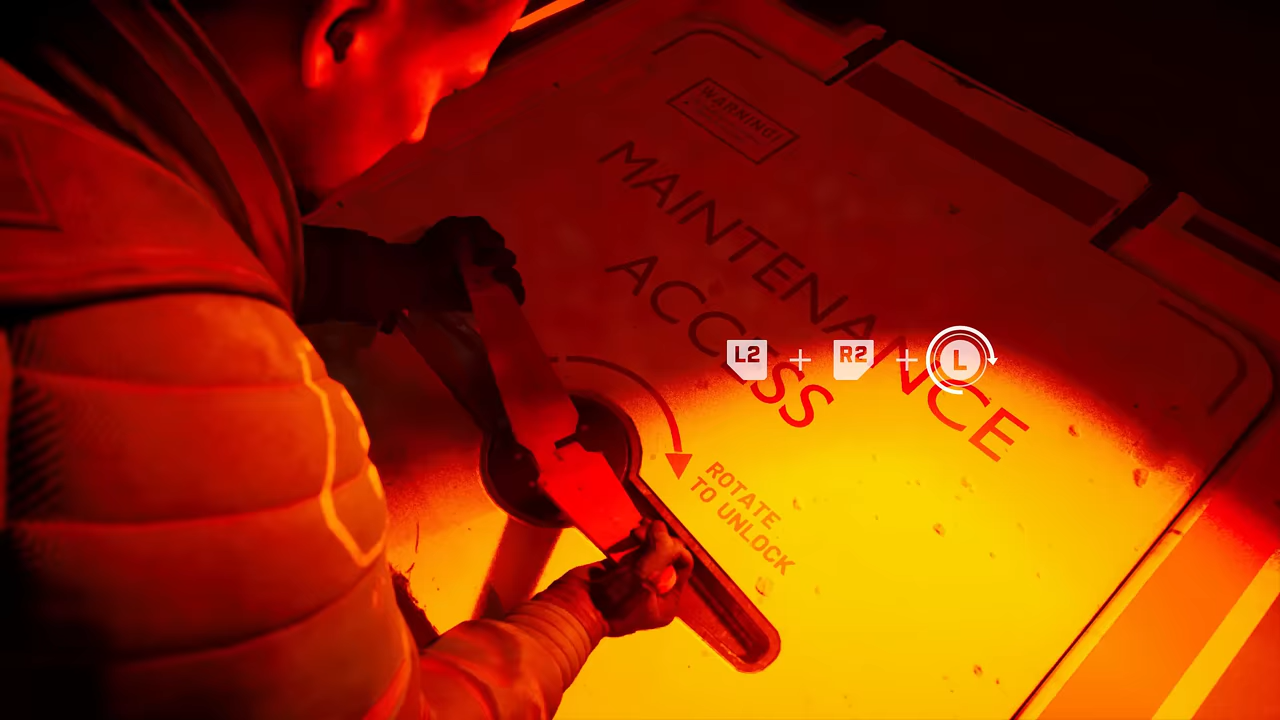 WARNING!
MAINTENANCE
ACCESS
L2 + R2 + L
ROTATE
TO UNLOCK